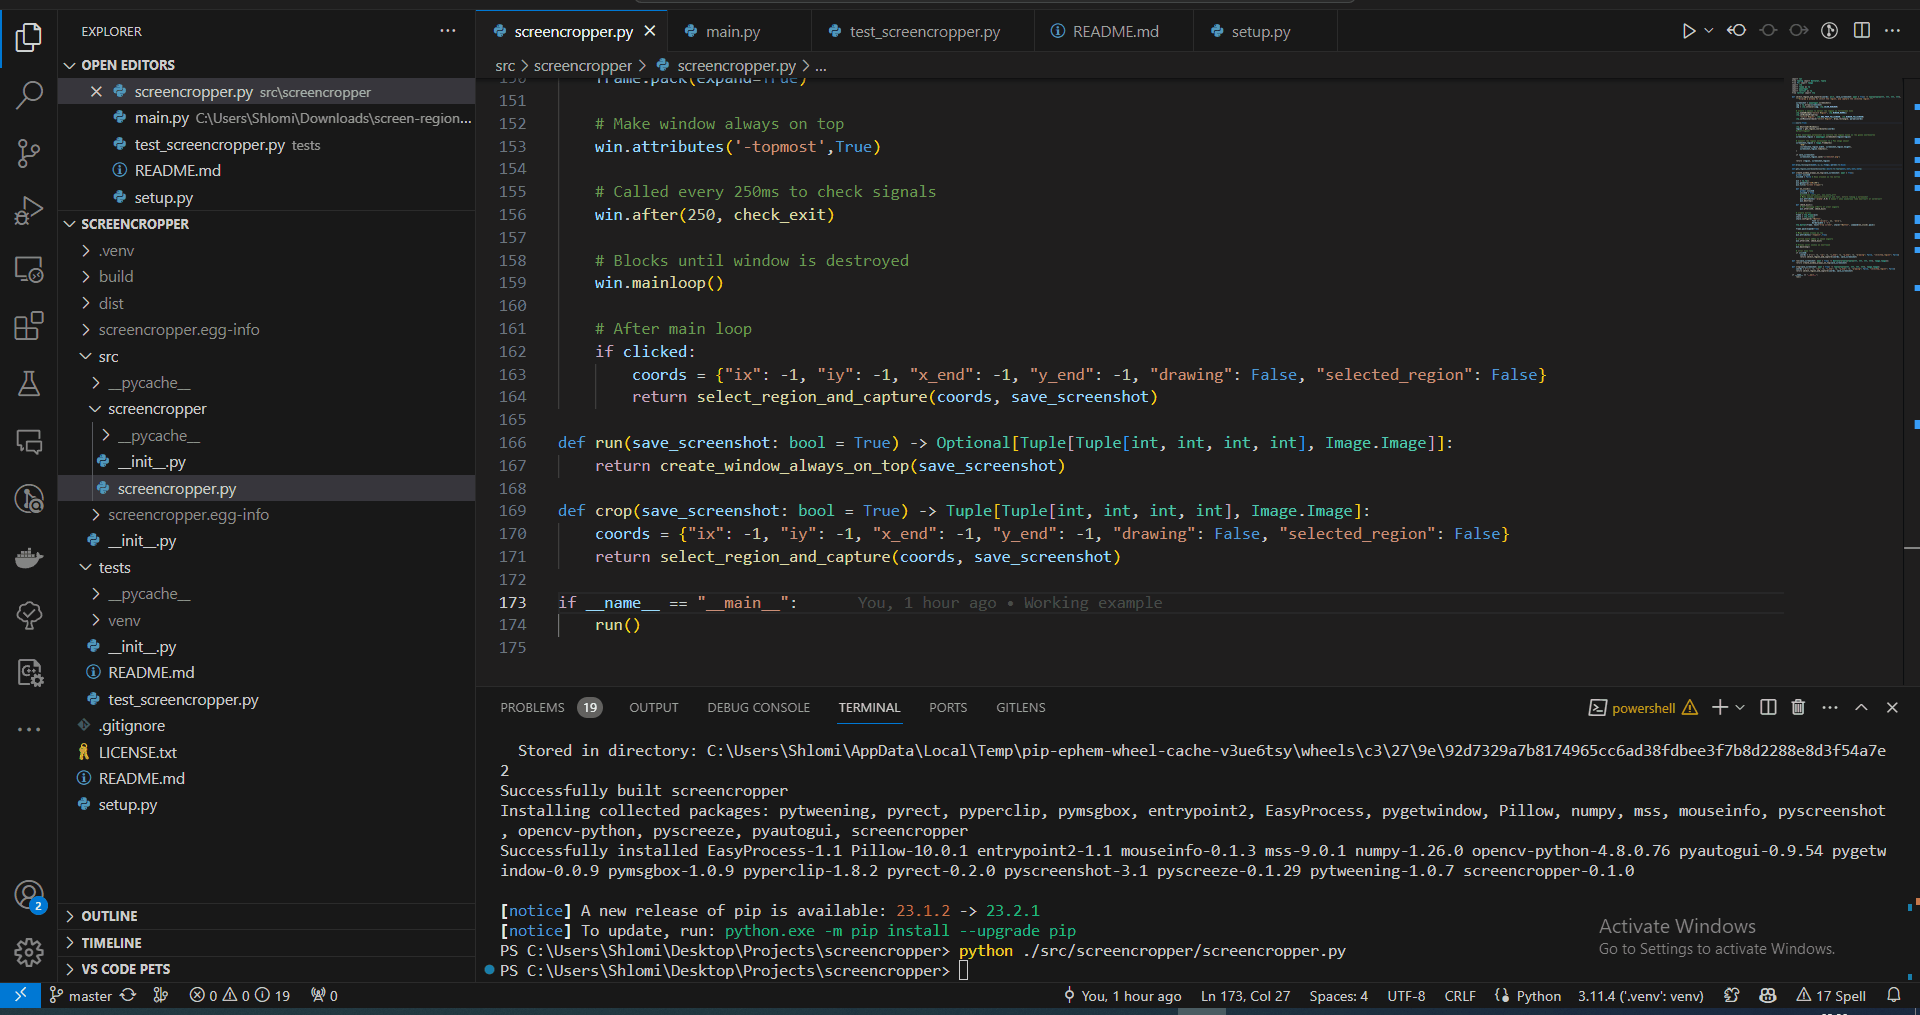 EXPLORER
OPEN EDITORS
screencropper.py src\screencropper
main.py C:\Users\Shlomi\Downloads\screen-region...
test_screencropper.py tests
README.md
setup.py
SCREENCROPPER
.venv
build
dist
screencropper.egg-info
src
__pycache__
screencropper
__pycache__
__init__.py
screencropper.py
screencropper.egg-info
__init__.py
tests
__pycache__
venv
__init__.py
README.md
test_screencropper.py
.gitignore
LICENSE.txt
README.md
setup.py
OUTLINE
TIMELINE
VS CODE PETS
2
screencropper.py
main.py
test_screencropper.py
README.md
setup.py
src > screencropper > screencropper.py > ...
150 frame.pack(expand=True)
151
152 # Make window always on top
153 win.attributes('-topmost',True)
154
155 # Called every 250ms to check signals
156 win.after(250, check_exit)
157
158 # Blocks until window is destroyed
159 win.mainloop()
160
161 # After main loop
162 if clicked:
163 coords = {"ix": -1, "iy": -1, "x_end": -1, "y_end": -1, "drawing": False, "selected_region": False}
164 return select_region_and_capture(coords, save_screenshot)
165
166 def run(save_screenshot: bool = True) -> Optional[Tuple[Tuple[int, int, int, int], Image.Image]]:
167 return create_window_always_on_top(save_screenshot)
168
169 def crop(save_screenshot: bool = True) -> Tuple[Tuple[int, int, int, int], Image.Image]:
170 coords = {"ix": -1, "iy": -1, "x_end": -1, "y_end": -1, "drawing": False, "selected_region": False}
171 return select_region_and_capture(coords, save_screenshot)
172
173 if __name__ == "__main__": You, 1 hour ago • Working example
174 run()
175
PROBLEMS 19 OUTPUT DEBUG CONSOLE TERMINAL PORTS GITLENS
powershell
Stored in directory: C:\Users\Shlomi\AppData\Local\Temp\pip-ephem-wheel-cache-v3ue6tsy\wheels\c3\27\9e\92d7329a7b8174965cc6ad38fdbee3f7b8d2288e8d3f54a7e
2
Successfully built screencropper
Installing collected packages: pytweening, pyrect, pyperclip, pymsgbox, entrypoint2, EasyProcess, pygetwindow, Pillow, numpy, mss, mouseinfo, pyscreenshot
, opencv-python, pyscreeze, pyautogui, screencropper
Successfully installed EasyProcess-1.1 Pillow-10.0.1 entrypoint2-1.1 mouseinfo-0.1.3 mss-9.0.1 numpy-1.26.0 opencv-python-4.8.0.76 pyautogui-0.9.54 pygetw
indow-0.0.9 pymsgbox-1.0.9 pyperclip-1.8.2 pyrect-0.2.0 pyscreenshot-3.1 pyscreeze-0.1.29 pytweening-1.0.7 screencropper-0.1.0
[notice] A new release of pip is available: 23.1.2 -> 23.2.1
[notice] To update, run: python.exe -m pip install --upgrade pip
PS C:\Users\Shlomi\Desktop\Projects\screencropper> python ./src/screencropper/screencropper.py
PS C:\Users\Shlomi\Desktop\Projects\screencropper>
Activate Windows
Go to Settings to activate Windows.
master 0 0 19 0 You, 1 hour ago Ln 173, Col 27 Spaces: 4 UTF-8 CRLF Python 3.11.4 ('.venv': venv) 17 Spell